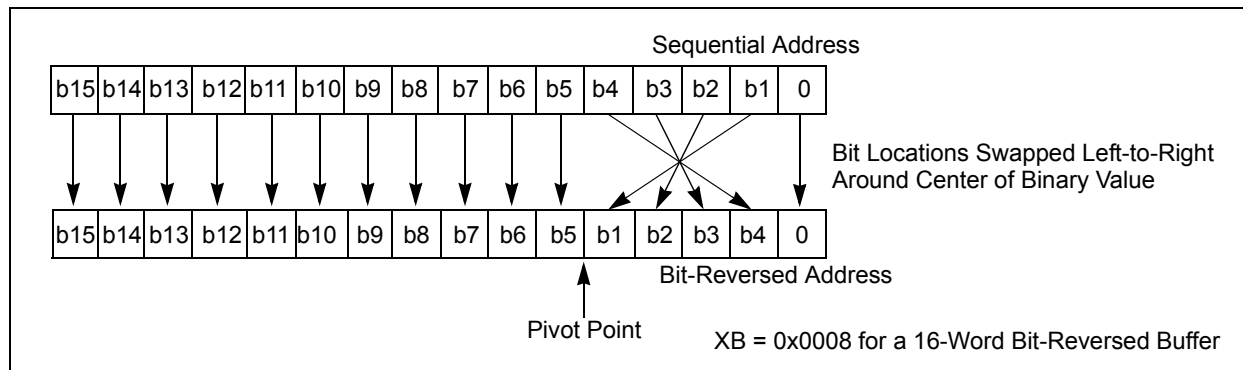 Sequential Address
b15 b14 b13 b12 b11 b10 b9 b8 b7 b6 b5 b4 b3 b2 b1 0
Bit Locations Swapped Left-to-Right
Around Center of Binary Value
b15 b14 b13 b12 b11 b10 b9 b8 b7 b6 b5 b1 b2 b3 b4 0
Bit-Reversed Address
Pivot Point
XB = 0x0008 for a 16-Word Bit-Reversed Buffer